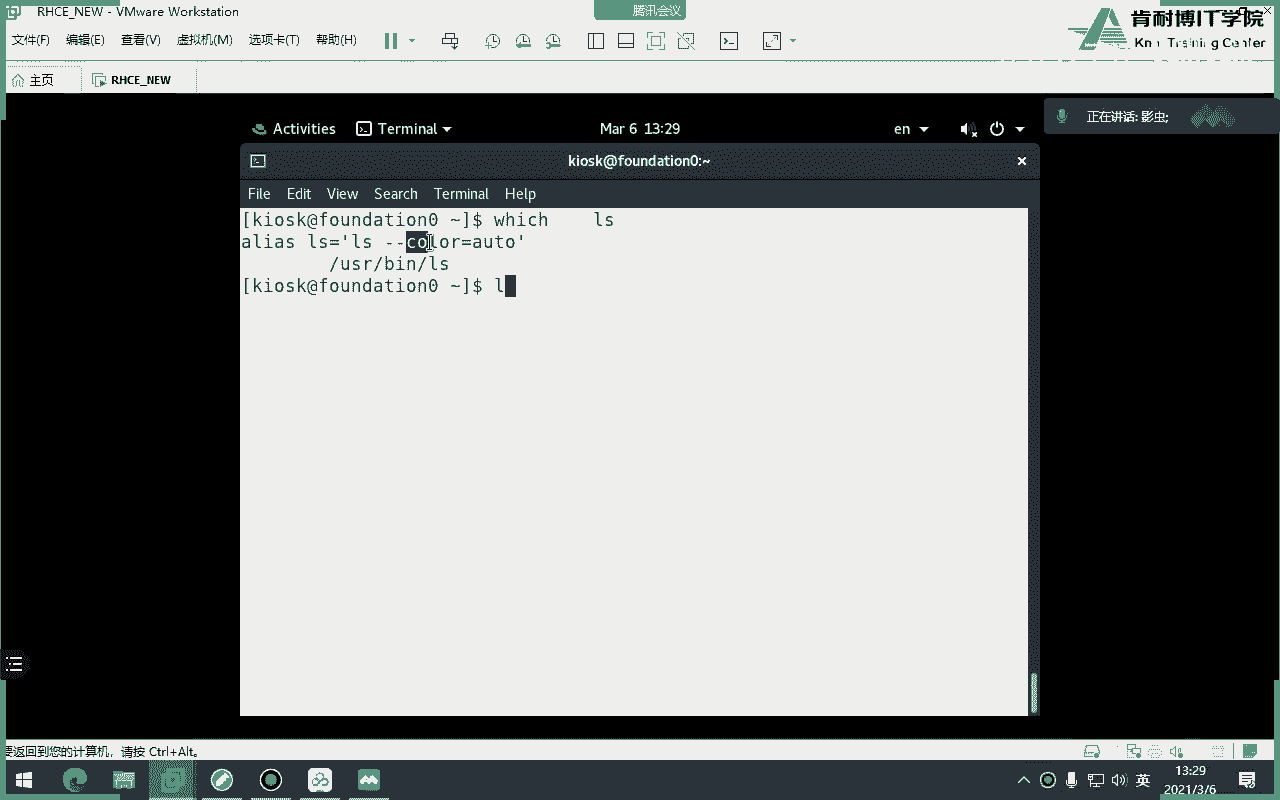 RHCE_NEW - VMware Workstation
腾讯会议
肯耐博IT学院
Training Center
文件(F) 编辑(E) 查看(V) 虚拟机(M) 选项卡(T) 帮助(H)
主页 RHCE_NEW
正在讲话: 影虫;
Activities Terminal Mar 6 13:29 en
kiosk@foundation0:~
File Edit View Search Terminal Help
[kiosk@foundation0 ~]$ which    ls
alias ls='ls --color=auto'
/usr/bin/ls
[kiosk@foundation0 ~]$ l
要返回到您的计算机，请按 Ctrl+Alt。
英
13:29
2021/3/6